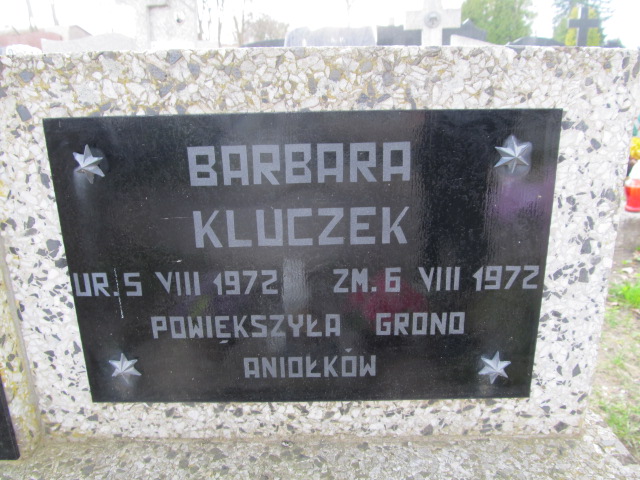 BARBARA
KLUCZEK
UR. 5 VIII 1972 ZM. 6 VIII 1972
POWIĘKSZYŁA GRONO
ANIOŁKÓW